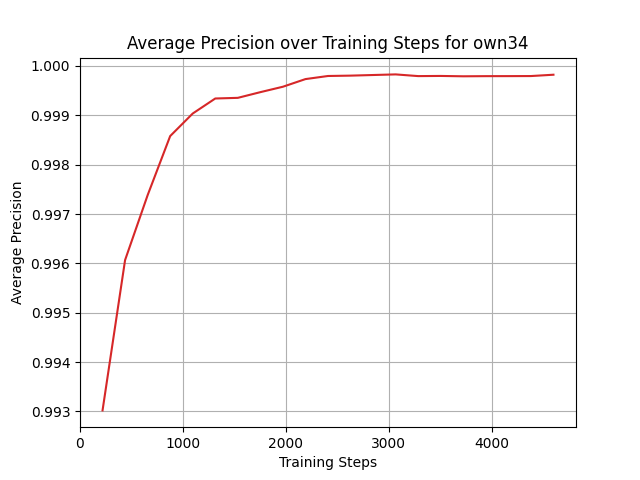 Average Precision over Training Steps for own34
1.000
0.999
0.998
0.997
0.996
0.995
0.994
0.993
Average Precision
0 1000 2000 3000 4000
Training Steps